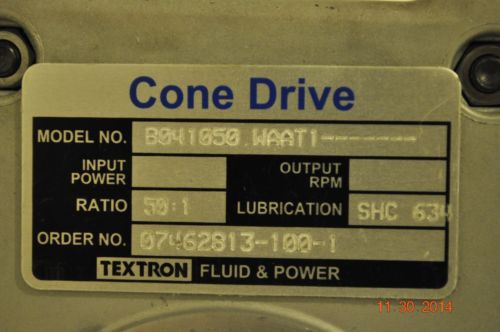 Cone Drive
MODEL NO. B041050.WAAT1-------
INPUT POWER OUTPUT RPM
RATIO 50:1 LUBRICATION SHC 634
ORDER NO. 07462813-100-1
TEXTRON FLUID & POWER
11.30.2014